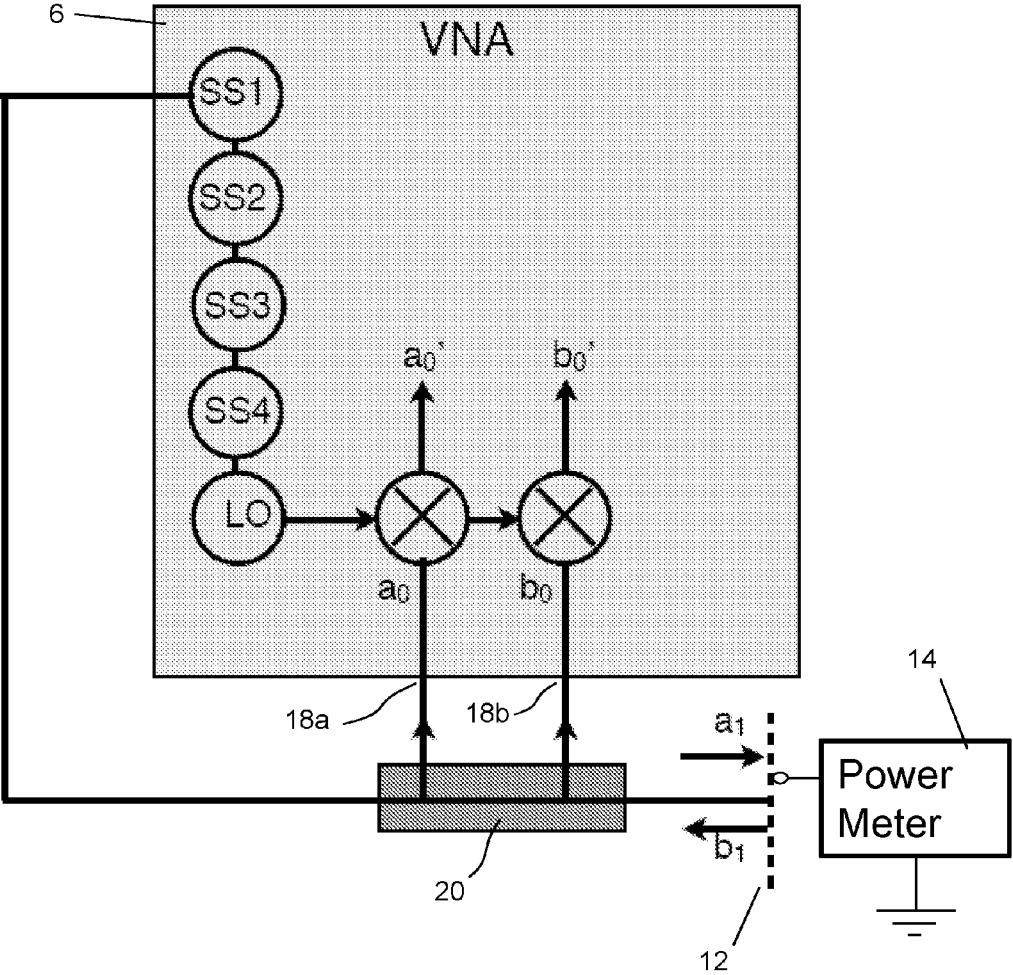 6
VNA
SS1
SS2
SS3
SS4
LO
a₀’
b₀’
a₀
b₀
18a
18b
14
a₁
Power
Meter
b₁
20
12